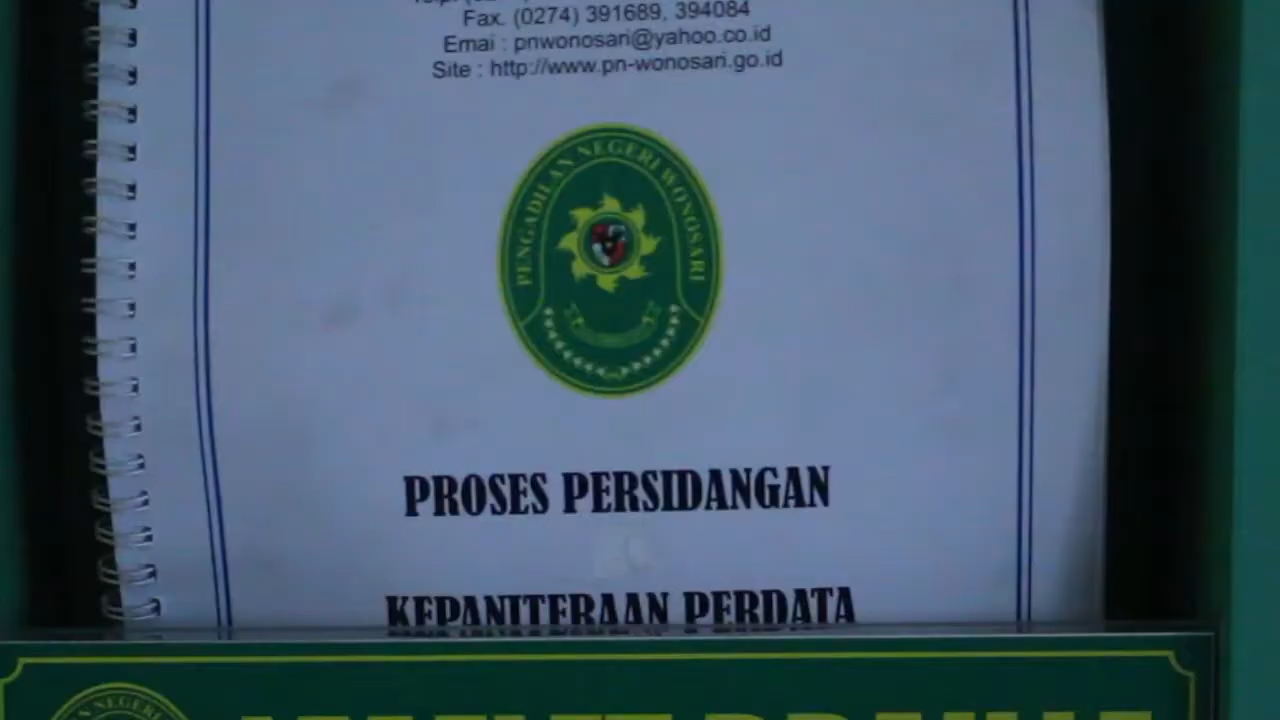 Fax. (0274) 391689, 394084
Emai : pnwonosari@yahoo.co.id
Site : http://www.pn-wonosari.go.id
PENGADILAN NEGERI WONOSARI
PROSES PERSIDANGAN
KEPANITERAAN PERDATA